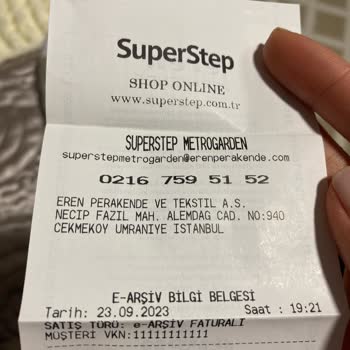 SuperStep
SHOP ONLINE
www.superstep.com.tr
SUPERSTEP METROGARDEN
superstepmetrogarden@erenperakende.com
0216 759 51 52
EREN PERAKENDE VE TEKSTIL A.S.
NECIP FAZIL MAH. ALEMDAG CAD. NO:940
CEKMEKOY UMRANIYE ISTANBUL
E-ARŞİV BİLGİ BELGESİ
Tarih: 23.09.2023 Saat : 19:21
SATIŞ TÜRÜ: e-ARŞİV FATURALI
MÜŞTERİ VKN:11111111111